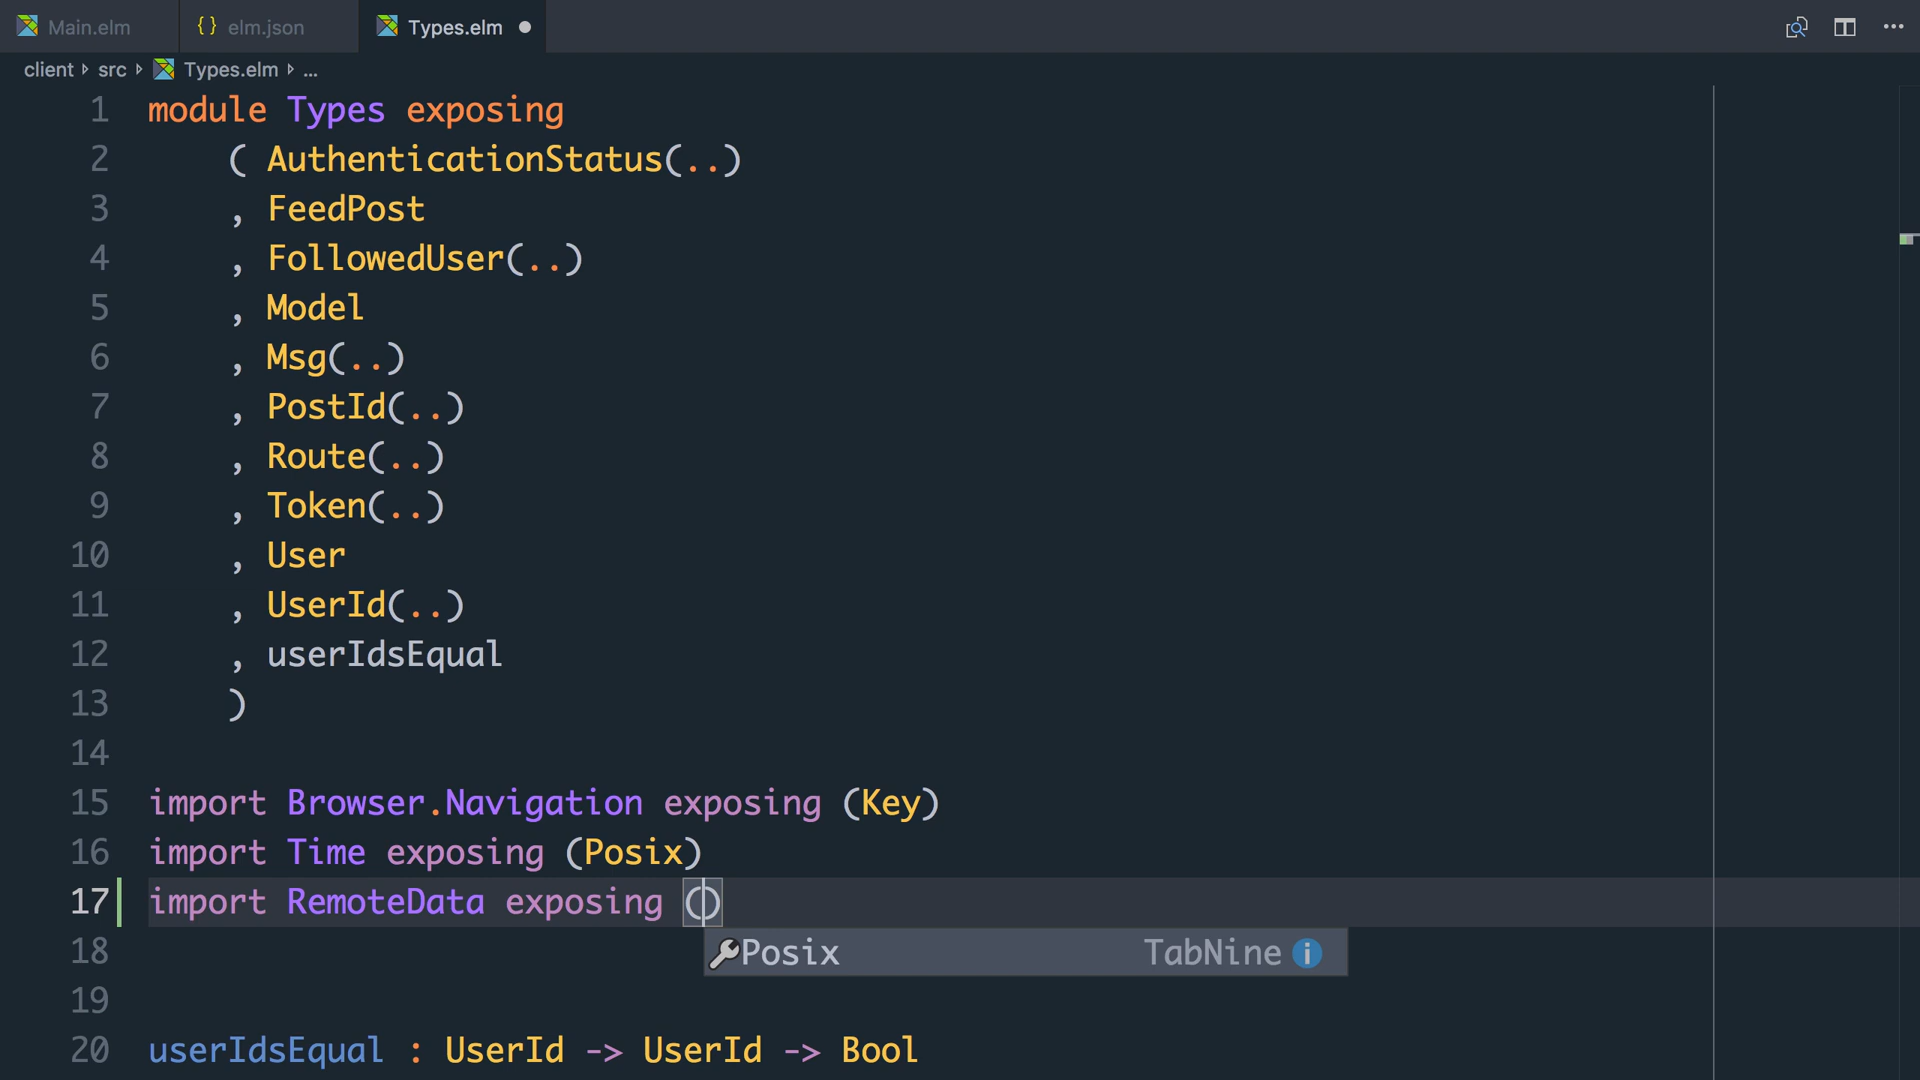 Main.elm {} elm.json Types.elm
client src Types.elm ...
1 module Types exposing
2 ( AuthenticationStatus(..)
3 , FeedPost
4 , FollowedUser(..)
5 , Model
6 , Msg(..)
7 , PostId(..)
8 , Route(..)
9 , Token(..)
10 , User
11 , UserId(..)
12 , userIdsEqual
13 )
14
15 import Browser.Navigation exposing (Key)
16 import Time exposing (Posix)
17 import RemoteData exposing ()
18 Posix TabNine i
19
20 userIdsEqual : UserId -> UserId -> Bool